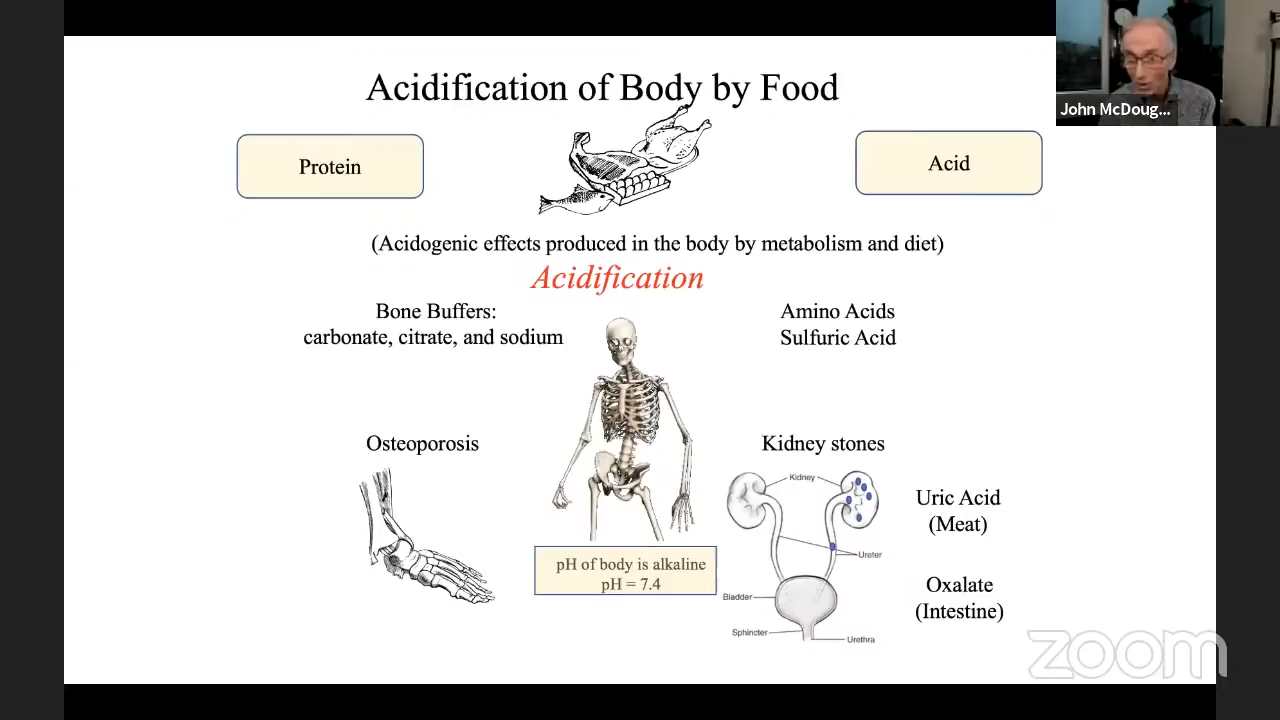 Acidification of Body by Food
John McDoug...
Protein
Acid
(Acidogenic effects produced in the body by metabolism and diet)
Acidification
Bone Buffers:
carbonate, citrate, and sodium
Amino Acids
Sulfuric Acid
Osteoporosis
Kidney stones
Kidney
Uric Acid
(Meat)
Ureter
pH of body is alkaline
pH = 7.4
Oxalate
(Intestine)
Bladder
Sphincter
Urethra
zoom